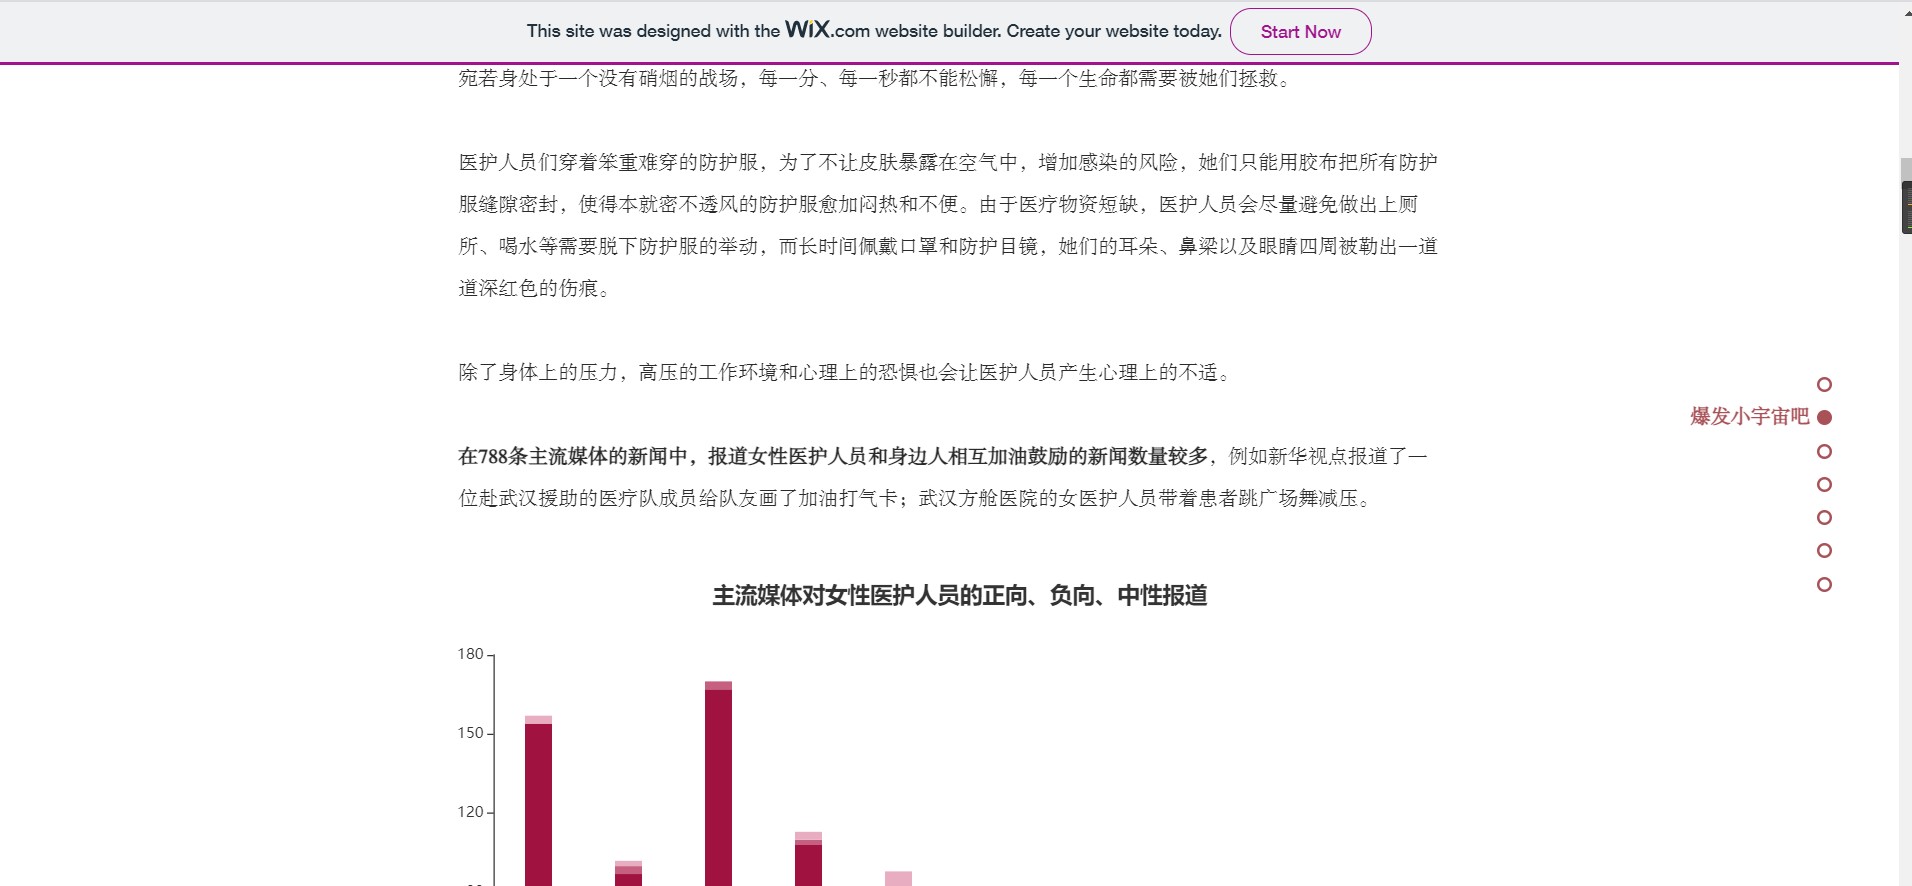 This site was designed with the WiX.com website builder. Create your website today.
Start Now
宛若身处于一个没有硝烟的战场，每一分、每一秒都不能松懈，每一个生命都需要被她们拯救。
医护人员们穿着笨重难穿的防护服，为了不让皮肤暴露在空气中，增加感染的风险，她们只能用胶布把所有防护
服缝隙密封，使得本就密不透风的防护服愈加闷热和不便。由于医疗物资短缺，医护人员会尽量避免做出上厕
所、喝水等需要脱下防护服的举动，而长时间佩戴口罩和防护目镜，她们的耳朵、鼻梁以及眼睛四周被勒出一道
道深红色的伤痕。
除了身体上的压力，高压的工作环境和心理上的恐惧也会让医护人员产生心理上的不适。
爆发小宇宙吧
在788条主流媒体的新闻中，报道女性医护人员和身边人相互加油鼓励的新闻数量较多，例如新华视点报道了一
位赴武汉援助的医疗队成员给队友画了加油打气卡；武汉方舱医院的女医护人员带着患者跳广场舞减压。
主流媒体对女性医护人员的正向、负向、中性报道
180
150
120